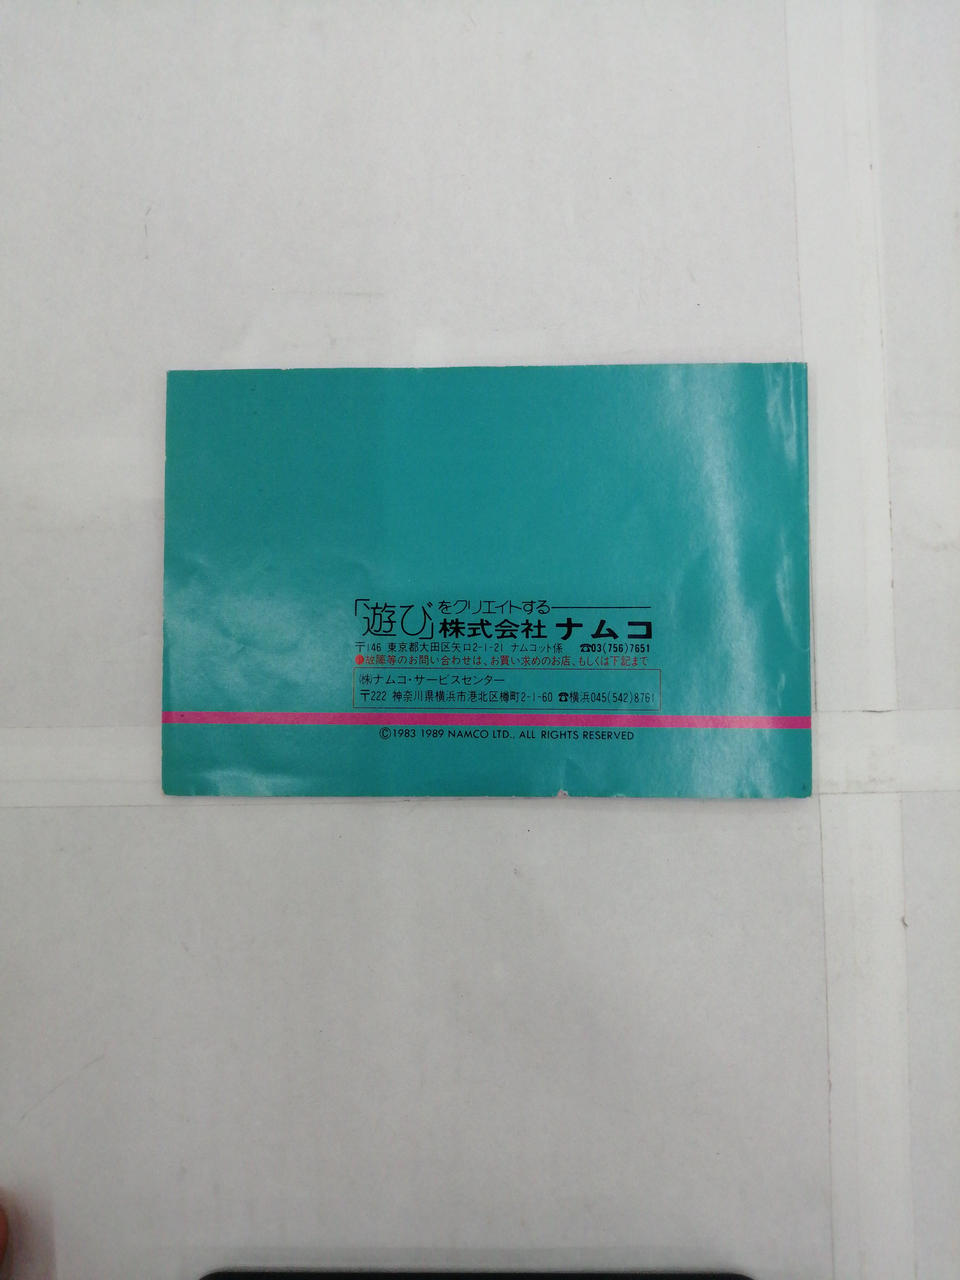 「遊び」をクリエイトする
株式会社ナムコ
〒146 東京都大田区矢口2-1-21 ナムコット係 ☎03(756)7651
●故障等のお問い合わせは、お買い求めのお店、もしくは下記まで
㈱ナムコ・サービスセンター
〒222 神奈川県横浜市港北区樽町2-1-60 ☎横浜045(542)8761
©1983 1989 NAMCO LTD., ALL RIGHTS RESERVED